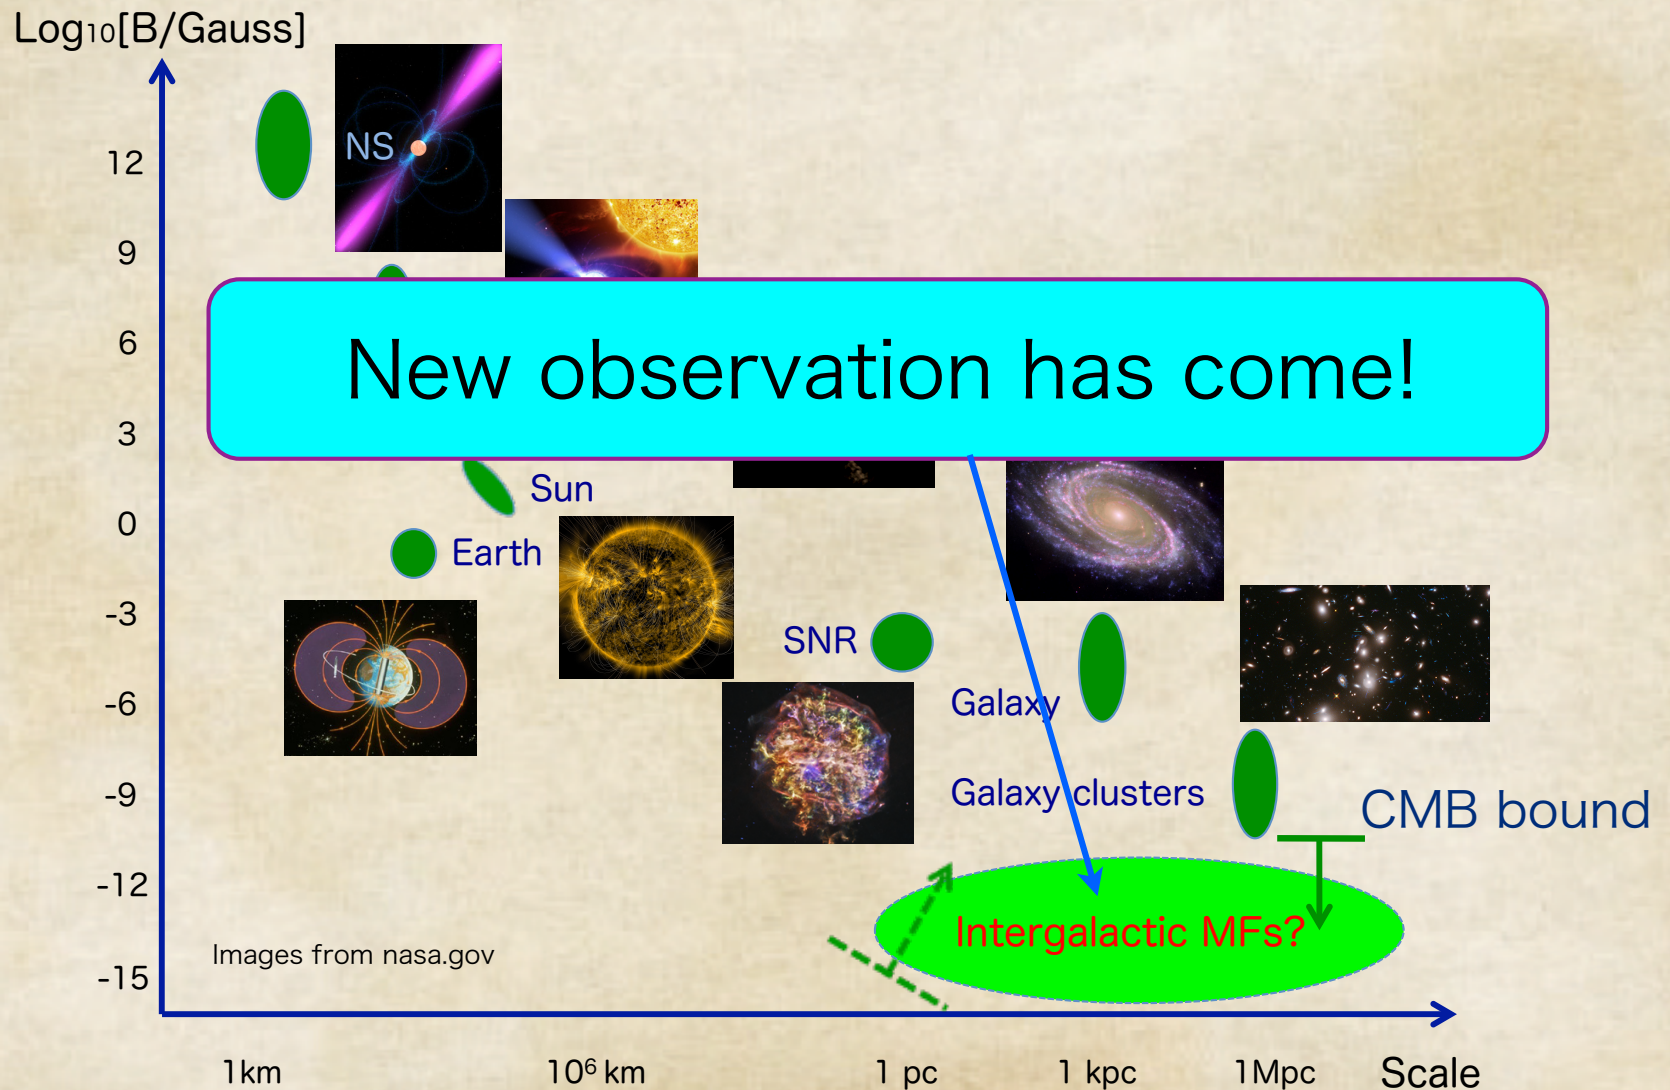 Log₁₀[B/Gauss]
NS
12
9
6
New observation has come!
3
Sun
0
Earth
-3
SNR
-6
Galaxy
-9
Galaxy clusters
CMB bound
-12
Intergalactic MFs?
Images from nasa.gov
-15
1km
10⁶ km
1 pc
1 kpc
1Mpc
Scale